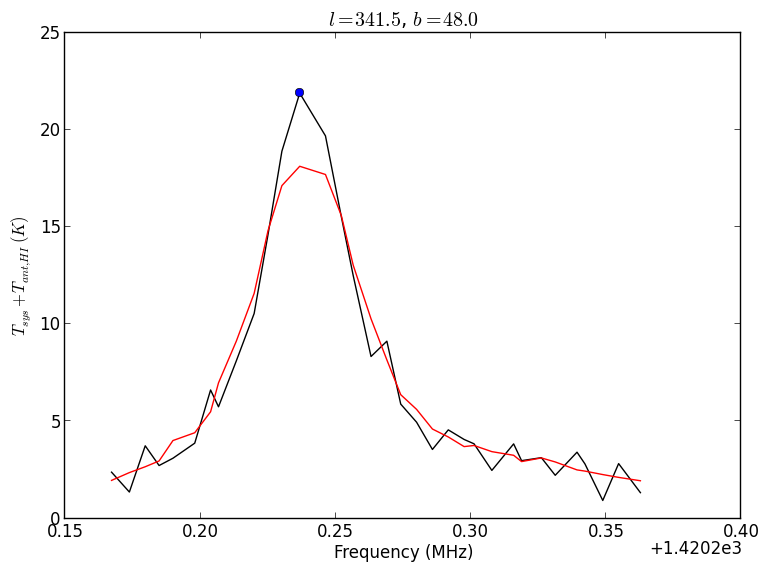 l = 341.5, b = 48.0
25
20
15
10
5
0
T_sys + T_ant,HI (K)
0.15 0.20 0.25 0.30 0.35 0.40
Frequency (MHz)
+1.4202e3